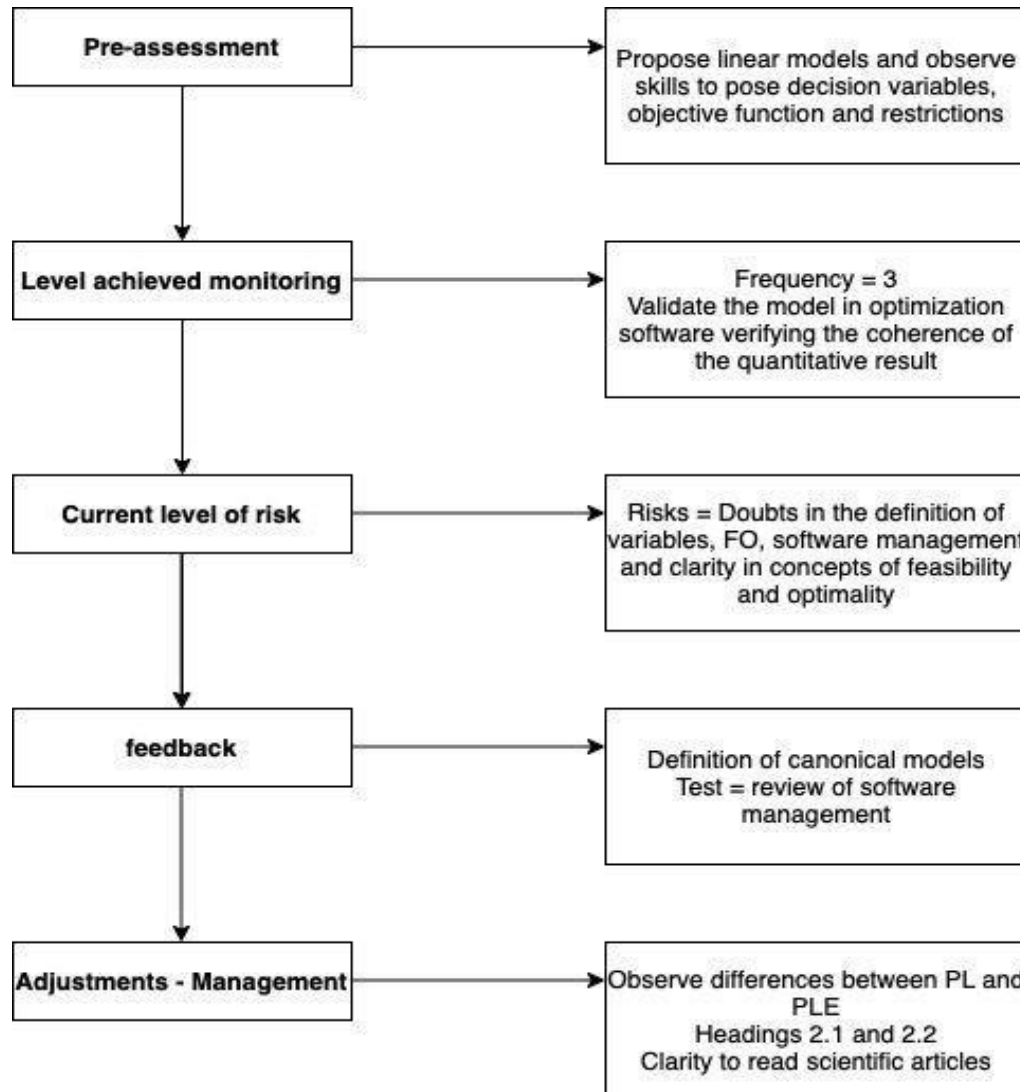 Pre-assessment
Propose linear models and observe
skills to pose decision variables,
objective function and restrictions
Level achieved monitoring
Frequency = 3
Validate the model in optimization
software verifying the coherence of
the quantitative result
Current level of risk
Risks = Doubts in the definition of
variables, FO, software management
and clarity in concepts of feasibility
and optimality
feedback
Definition of canonical models
Test = review of software
management
Adjustments - Management
Observe differences between PL and
PLE
Headings 2.1 and 2.2
Clarity to read scientific articles